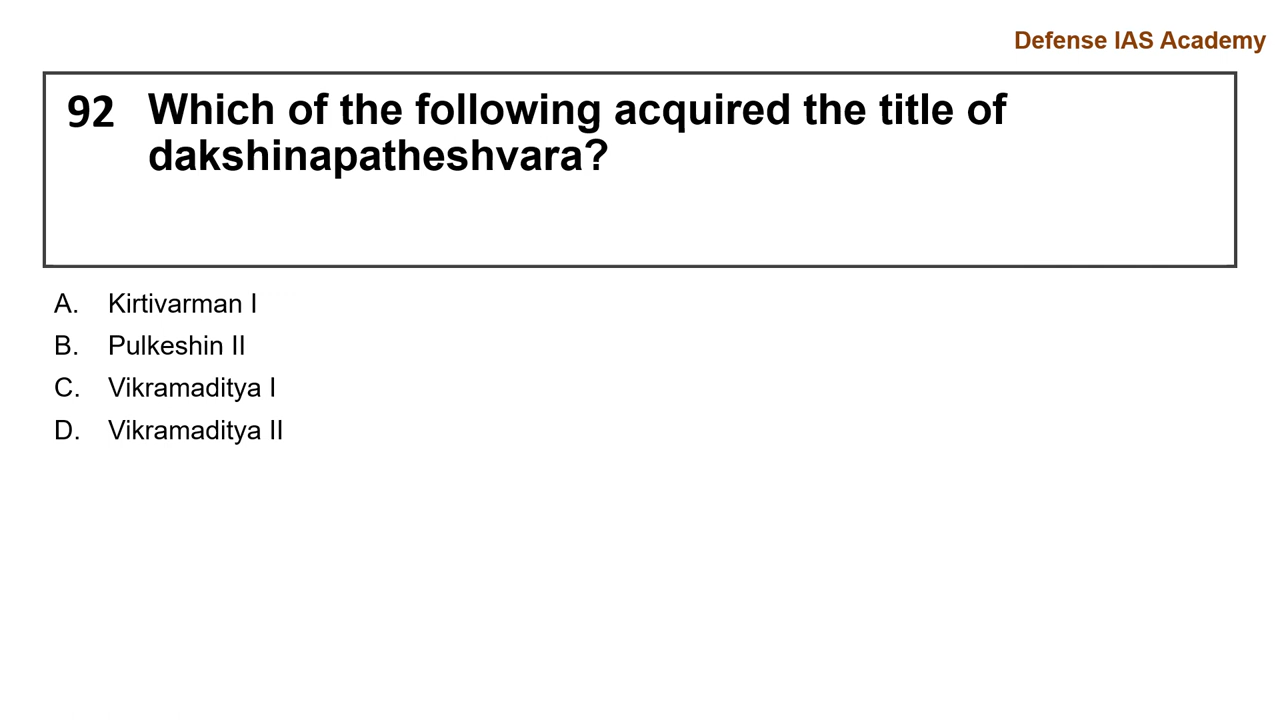 Defense IAS Academy
92 Which of the following acquired the title of
dakshinapatheshvara?
A. Kirtivarman I
B. Pulkeshin II
C. Vikramaditya I
D. Vikramaditya II